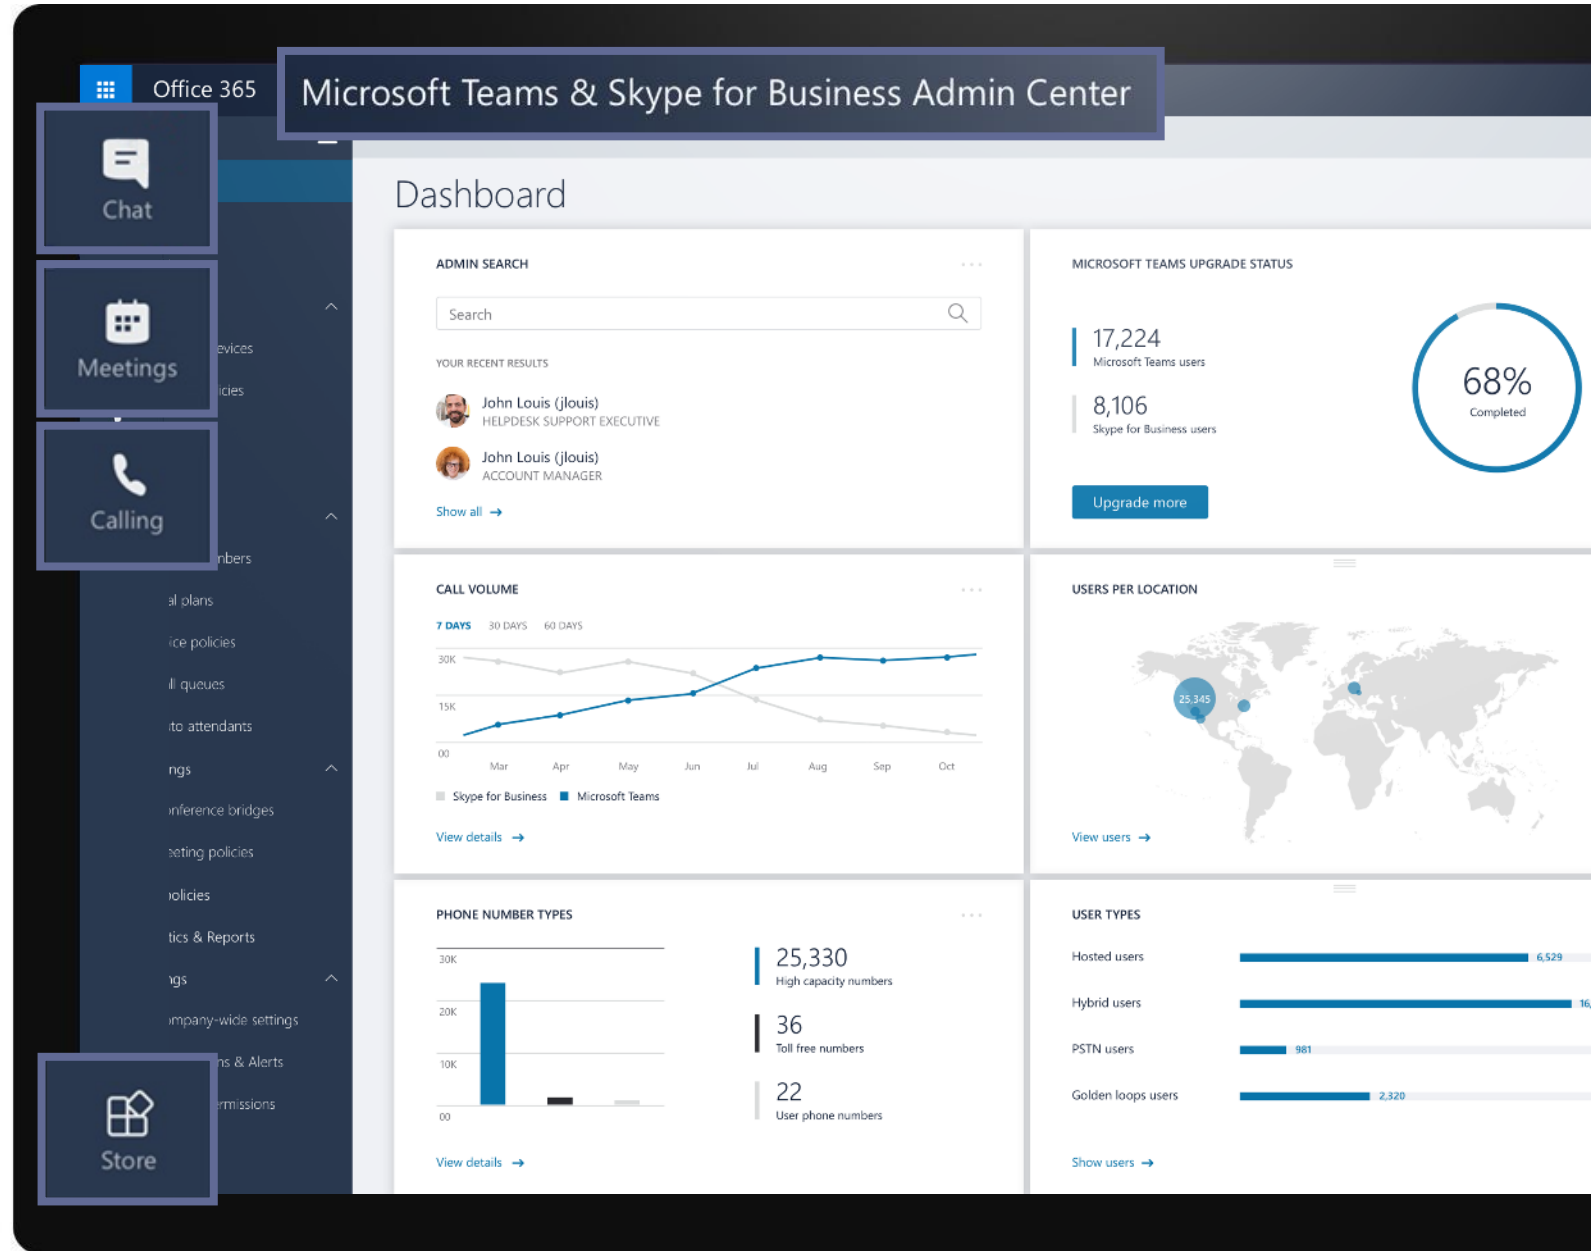 Office 365
Microsoft Teams & Skype for Business Admin Center
Chat
Meetings
Calling
Store
evices
icies
nbers
al plans
ice policies
ll queues
to attendants
ngs
onference bridges
eeting policies
policies
tics & Reports
ngs
ompany-wide settings
ns & Alerts
ermissions
Dashboard
ADMIN SEARCH
Search
YOUR RECENT RESULTS
John Louis (jlouis)
HELPDESK SUPPORT EXECUTIVE
John Louis (jlouis)
ACCOUNT MANAGER
Show all →
MICROSOFT TEAMS UPGRADE STATUS
17,224
Microsoft Teams users
8,106
Skype for Business users
68%
Completed
Upgrade more
CALL VOLUME
7 DAYS 30 DAYS 60 DAYS
30K
15K
00
Mar Apr May Jun Jul Aug Sep Oct
Skype for Business Microsoft Teams
View details →
USERS PER LOCATION
25,345
View users →
PHONE NUMBER TYPES
30K
20K
10K
00
25,330
High capacity numbers
36
Toll free numbers
22
User phone numbers
View details →
USER TYPES
Hosted users 6,529
Hybrid users 16,
PSTN users 981
Golden loops users 2,320
Show users →